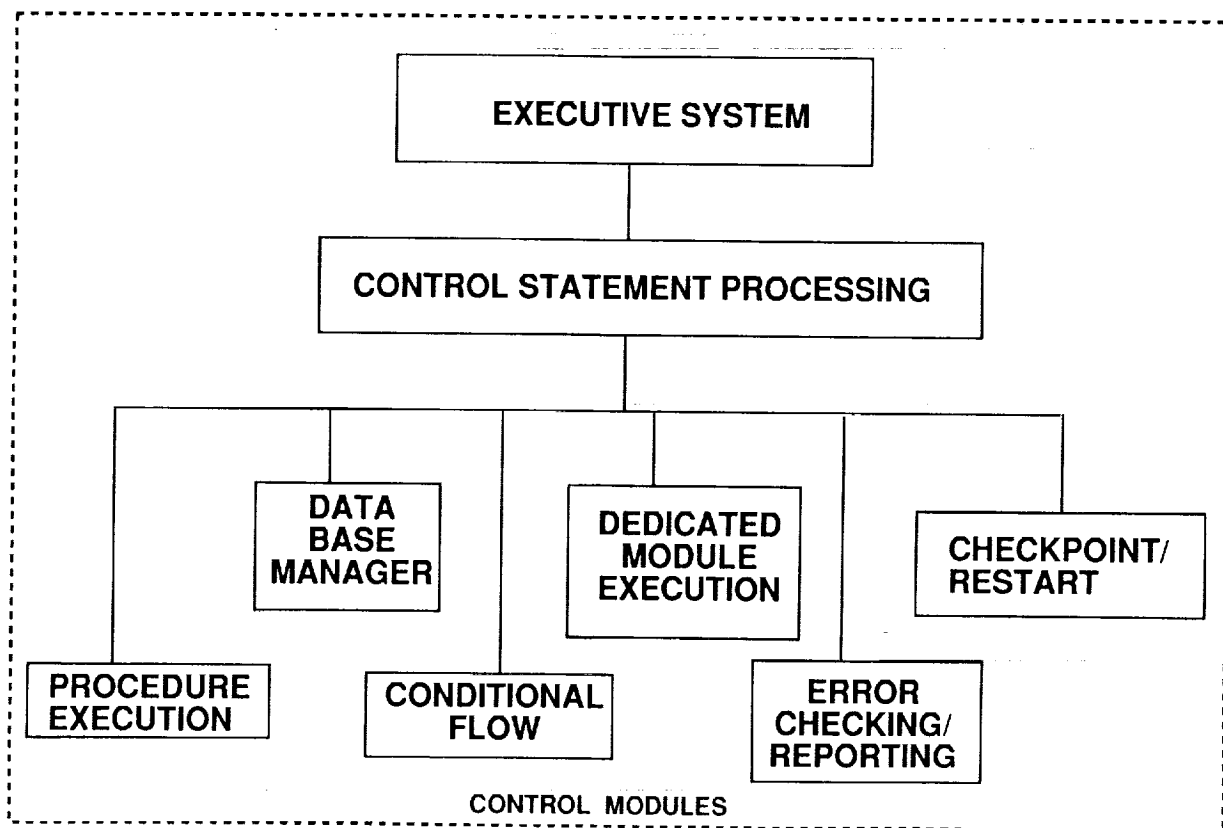 EXECUTIVE SYSTEM
CONTROL STATEMENT PROCESSING
DATA
BASE
MANAGER
DEDICATED
MODULE
EXECUTION
CHECKPOINT/
RESTART
PROCEDURE
EXECUTION
CONDITIONAL
FLOW
ERROR
CHECKING/
REPORTING
CONTROL MODULES